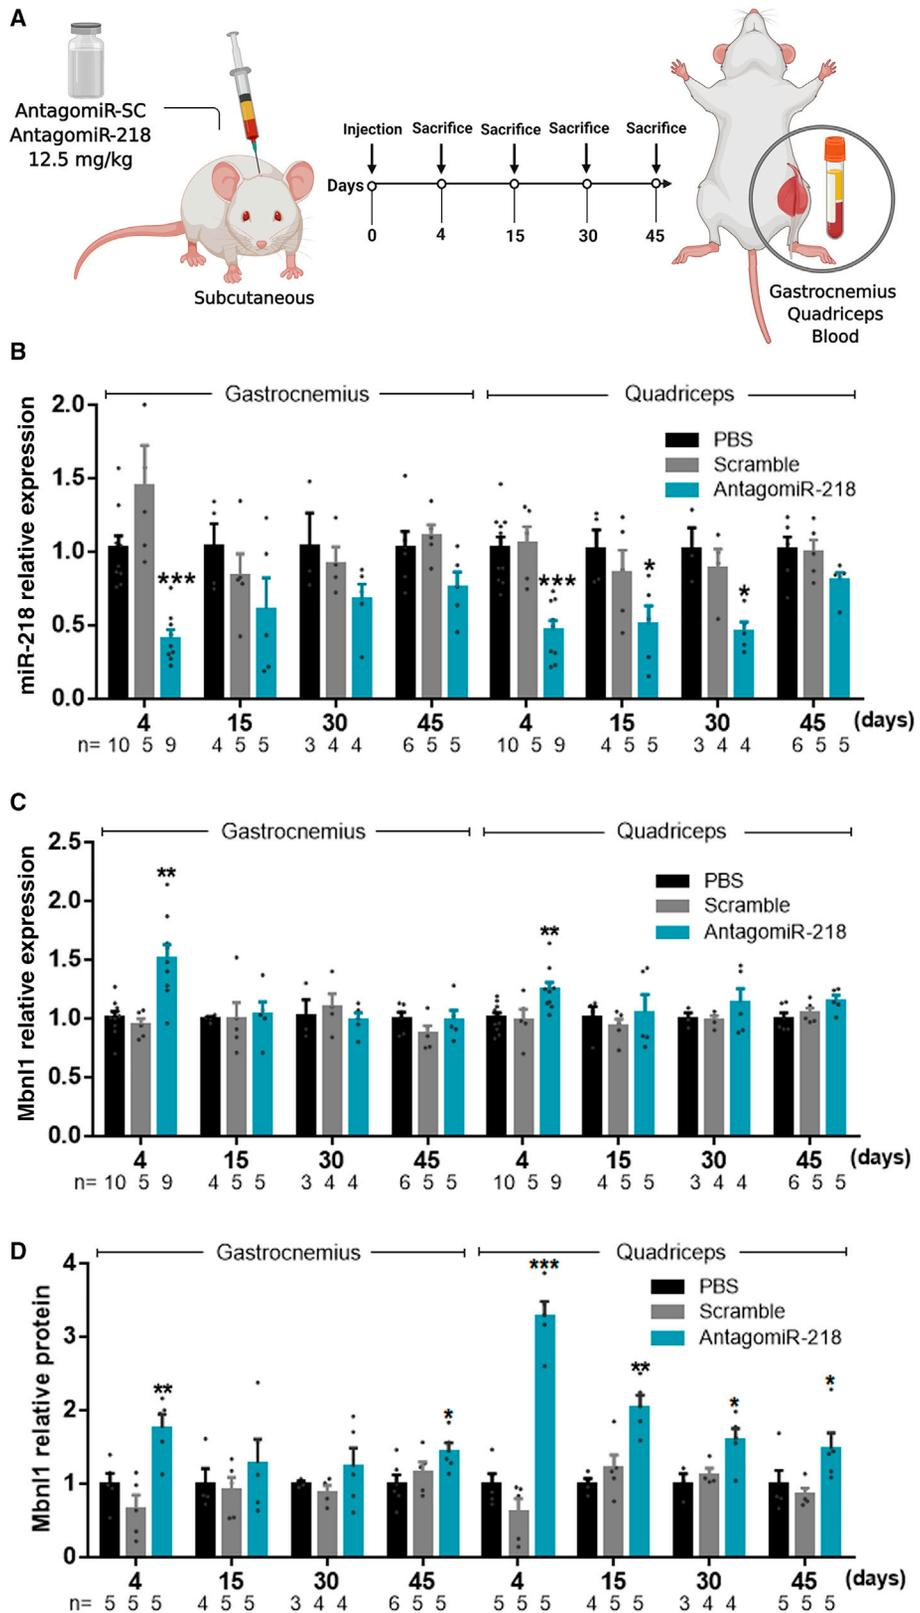 A
AntagomiR-SC
AntagomiR-218
12.5 mg/kg
Subcutaneous
Injection Sacrifice Sacrifice Sacrifice Sacrifice
Days
0 4 15 30 45
Gastrocnemius
Quadriceps
Blood
B
Gastrocnemius Quadriceps
miR-218 relative expression
2.0
1.5
1.0
0.5
0.0
PBS
Scramble
AntagomiR-218
*** *** * *
4 15 30 45 4 15 30 45 (days)
n= 10 5 9 4 5 5 3 4 4 6 5 5 10 5 9 4 5 5 3 4 4 6 5 5
C
Gastrocnemius Quadriceps
Mbnl1 relative expression
2.5
2.0
1.5
1.0
0.5
0.0
PBS
Scramble
AntagomiR-218
** **
4 15 30 45 4 15 30 45 (days)
n= 10 5 9 4 5 5 3 4 4 6 5 5 10 5 9 4 5 5 3 4 4 6 5 5
D
Gastrocnemius Quadriceps
Mbnl1 relative protein
4
3
2
1
0
PBS
Scramble
AntagomiR-218
** * *** ** * *
4 15 30 45 4 15 30 45 (days)
n= 5 5 5 4 5 5 3 4 4 6 5 5 5 5 5 4 5 5 3 4 4 5 5 5